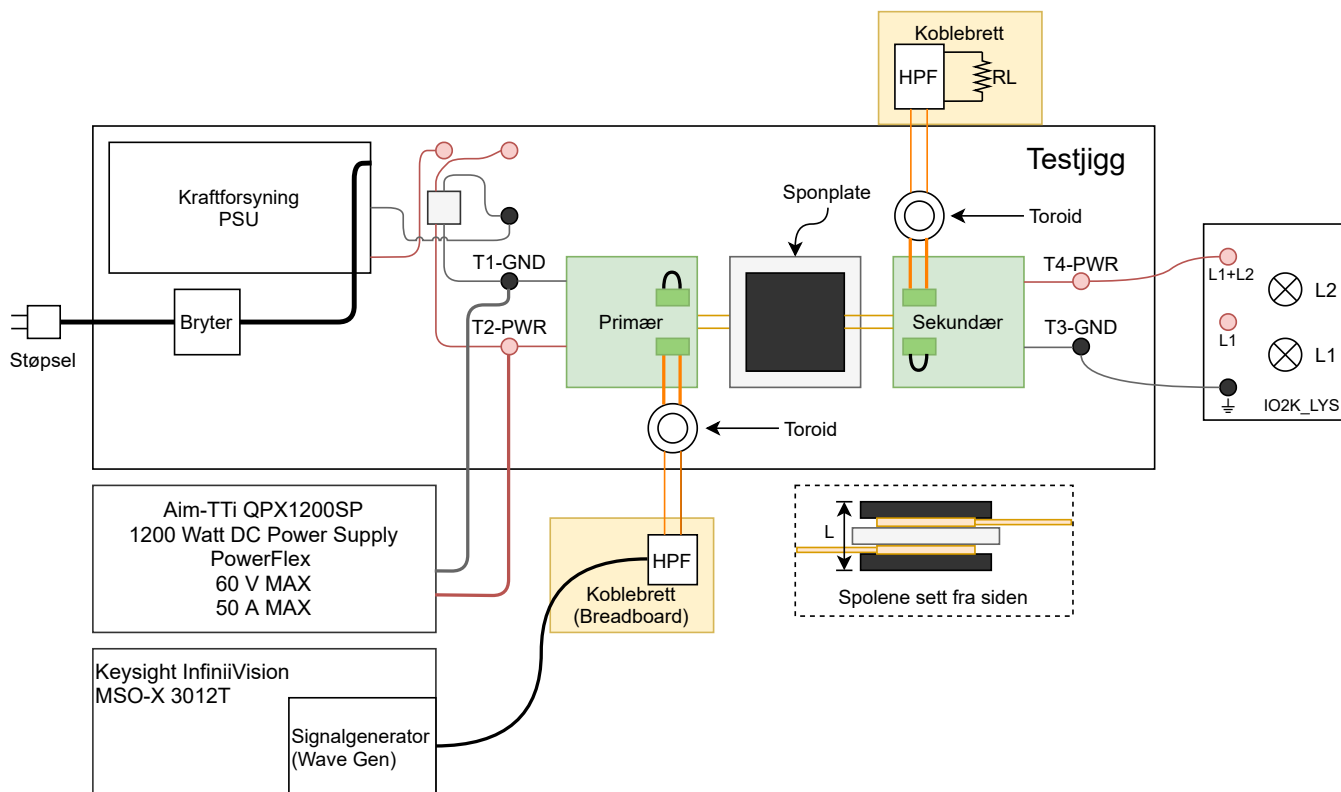 Koblebrett
HPF
RL
Testjigg
Kraftforsyning
PSU
Sponplate
Toroid
T1-GND
T4-PWR
L1+L2
L2
Bryter
T2-PWR
Primær
Sekundær
T3-GND
L1
L1
Støpsel
IO2K_LYS
Toroid
Aim-TTi QPX1200SP
1200 Watt DC Power Supply
PowerFlex
60 V MAX
50 A MAX
HPF
Koblebrett
(Breadboard)
L
Spolene sett fra siden
Keysight InfiniiVision
MSO-X 3012T
Signalgenerator
(Wave Gen)